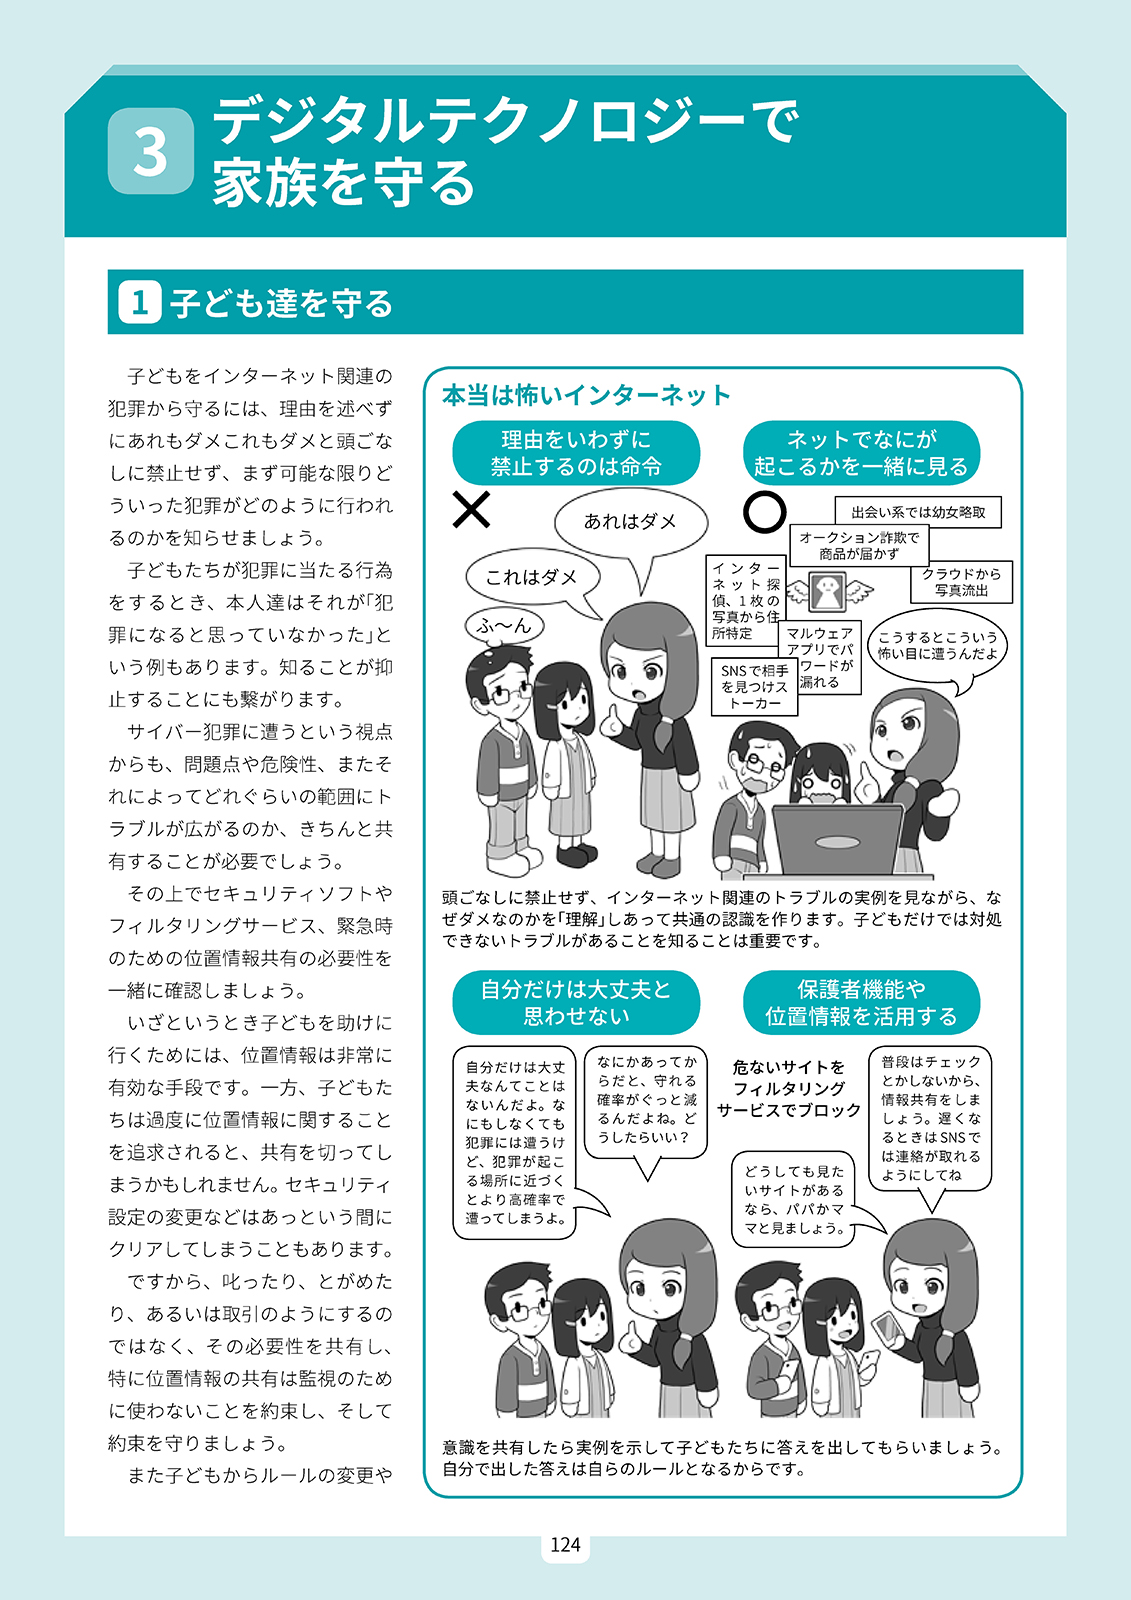 3
デジタルテクノロジーで
家族を守る
1 子ども達を守る
子どもをインターネット関連の
犯罪から守るには、理由を述べず
にあれもダメこれもダメと頭ごな
しに禁止せず、まず可能な限りど
ういった犯罪がどのように行われ
るのかを知らせましょう。
子どもたちが犯罪に当たる行為
をするとき、本人達はそれが「犯
罪になると思っていなかった」と
いう例もあります。知ることが抑
止することにも繋がります。
サイバー犯罪に遭うという視点
からも、問題点や危険性、またそ
れによってどれぐらいの範囲にト
ラブルが広がるのか、きちんと共
有することが必要でしょう。
その上でセキュリティソフトや
フィルタリングサービス、緊急時
のための位置情報共有の必要性を
一緒に確認しましょう。
いざというとき子どもを助けに
行くためには、位置情報は非常に
有効な手段です。一方、子どもた
ちは過度に位置情報に関すること
を追求されると、共有を切ってし
まうかもしれません。セキュリティ
設定の変更などはあっという間に
クリアしてしまうこともあります。
ですから、叱ったり、とがめた
り、あるいは取引のようにするの
ではなく、その必要性を共有し、
特に位置情報の共有は監視のため
に使わないことを約束し、そして
約束を守りましょう。
また子どもからルールの変更や
本当は怖いインターネット
理由をいわずに
禁止するのは命令
あれはダメ
これはダメ
ふ〜ん
ネットでなにが
起こるかを一緒に見る
出会い系では幼女略取
オークション詐欺で
商品が届かず
インター
ネット探
偵、1枚の
写真から住
所特定
クラウドから
写真流出
マルウェア
アプリでパ
ワードが
漏れる
SNSで相手
を見つけス
トーカー
こうするとこういう
怖い目に遭うんだよ
頭ごなしに禁止せず、インターネット関連のトラブルの実例を見ながら、な
ぜダメなのかを「理解」しあって共通の認識を作ります。子どもだけでは対処
できないトラブルがあることを知ることは重要です。
自分だけは大丈夫と
思わせない
自分だけは大丈
夫なんてことは
ないんだよ。な
にもしなくても
犯罪には遭うけ
ど、犯罪が起こ
る場所に近づく
とより高確率で
遭ってしまうよ。
なにかあってか
らだと、守れる
確率がぐっと減
るんだよね。ど
うしたらいい？
保護者機能や
位置情報を活用する
危ないサイトを
フィルタリング
サービスでブロック
普段はチェック
とかしないから、
情報共有をしま
しょう。遅くな
るときはSNSで
は連絡が取れる
ようにしてね
どうしても見た
いサイトがある
なら、パパかマ
マと見ましょう。
意識を共有したら実例を示して子どもたちに答えを出してもらいましょう。
自分で出した答えは自らのルールとなるからです。
124